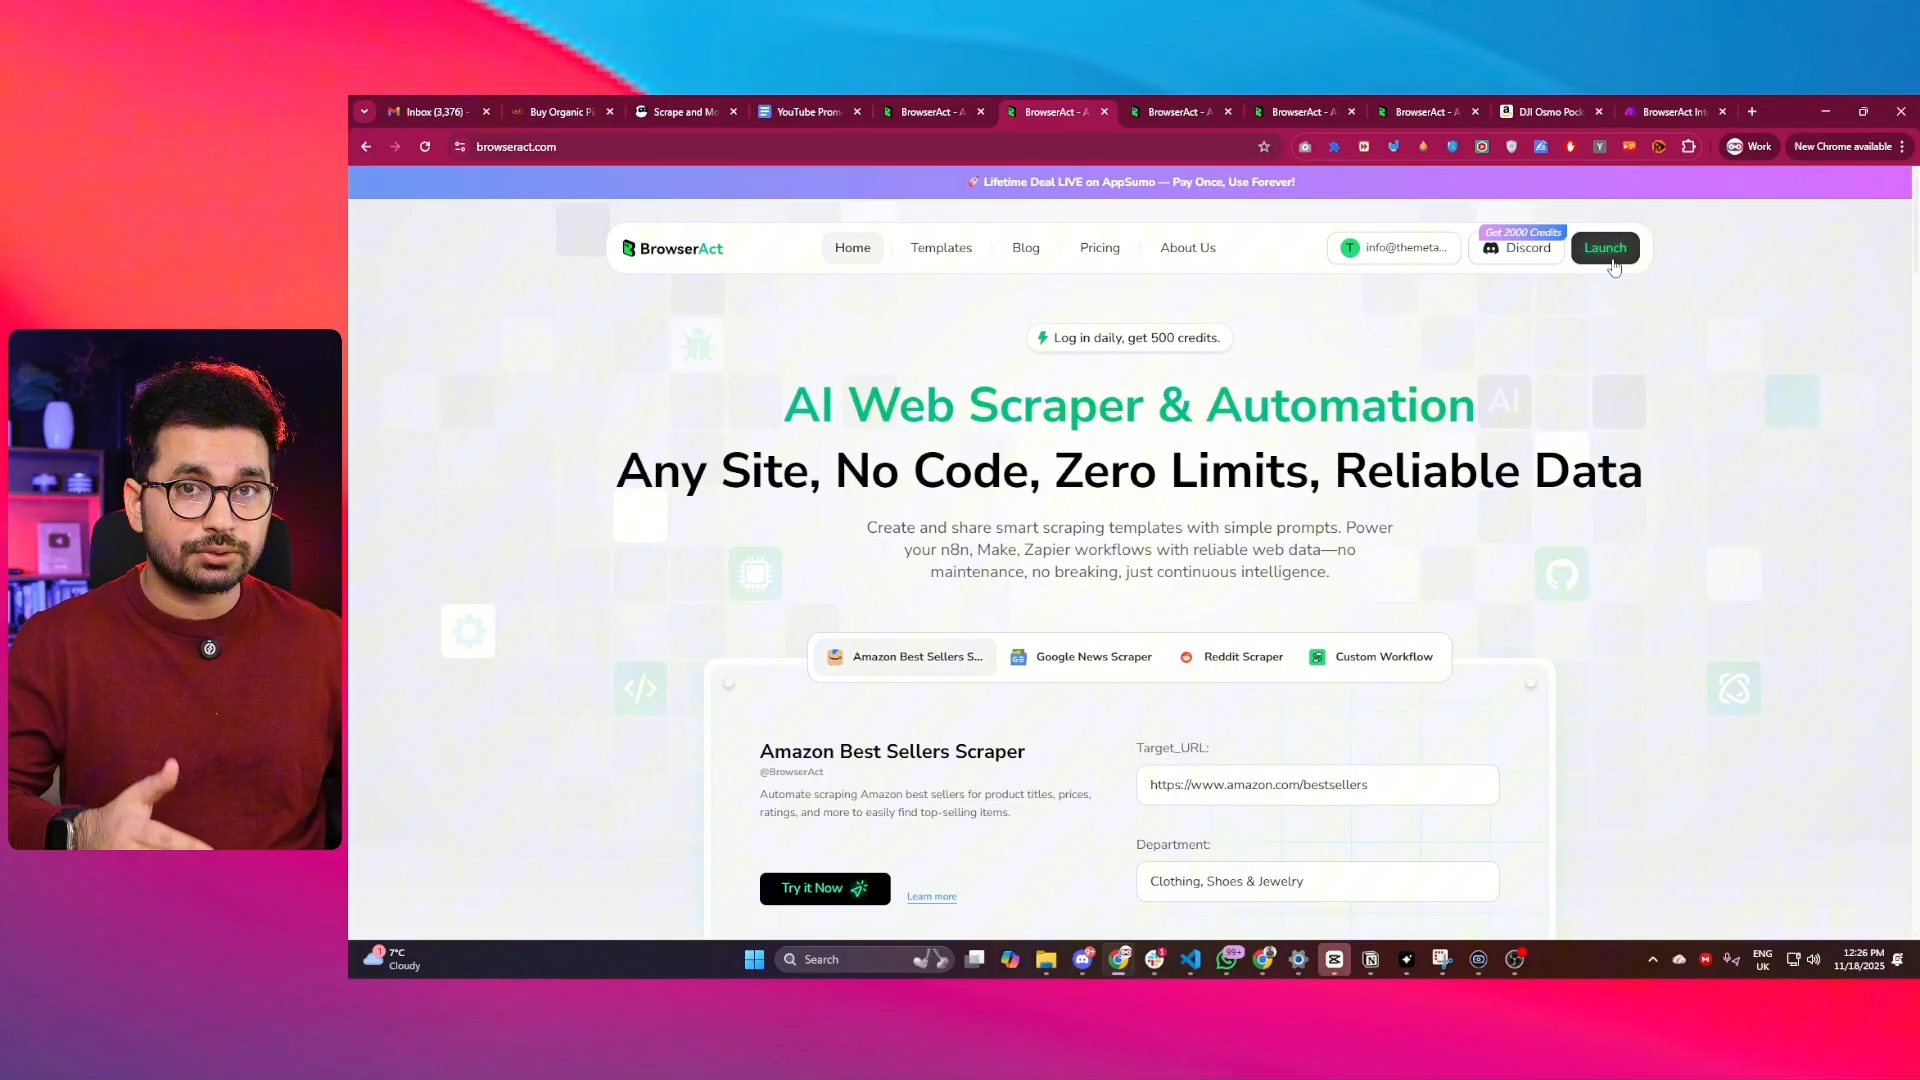 Inbox (3,376) -
Buy Organic Pi
Scrape and Mo
YouTube Prom
BrowserAct - A
BrowserAct - A
BrowserAct - A
BrowserAct - A
BrowserAct - A
DJI Osmo Pock
BrowserAct Int
browseract.com
Work
New Chrome available
🚀 Lifetime Deal LIVE on AppSumo — Pay Once, Use Forever!
BrowserAct
Home
Templates
Blog
Pricing
About Us
T
info@themeta...
Get 2000 Credits
Discord
Launch
Log in daily, get 500 credits.
AI Web Scraper & Automation
AI
Any Site, No Code, Zero Limits, Reliable Data
Create and share smart scraping templates with simple prompts. Power
your n8n, Make, Zapier workflows with reliable web data—no
maintenance, no breaking, just continuous intelligence.
Amazon Best Sellers S...
Google News Scraper
Reddit Scraper
Custom Workflow
Amazon Best Sellers Scraper
@BrowserAct
Automate scraping Amazon best sellers for product titles, prices,
ratings, and more to easily find top-selling items.
Try it Now
Learn more
Target_URL:
https://www.amazon.com/bestsellers
Department:
Clothing, Shoes & Jewelry
1
7°C
Cloudy
Search
9+
1
99+
ENG
UK
12:26 PM
11/18/2025